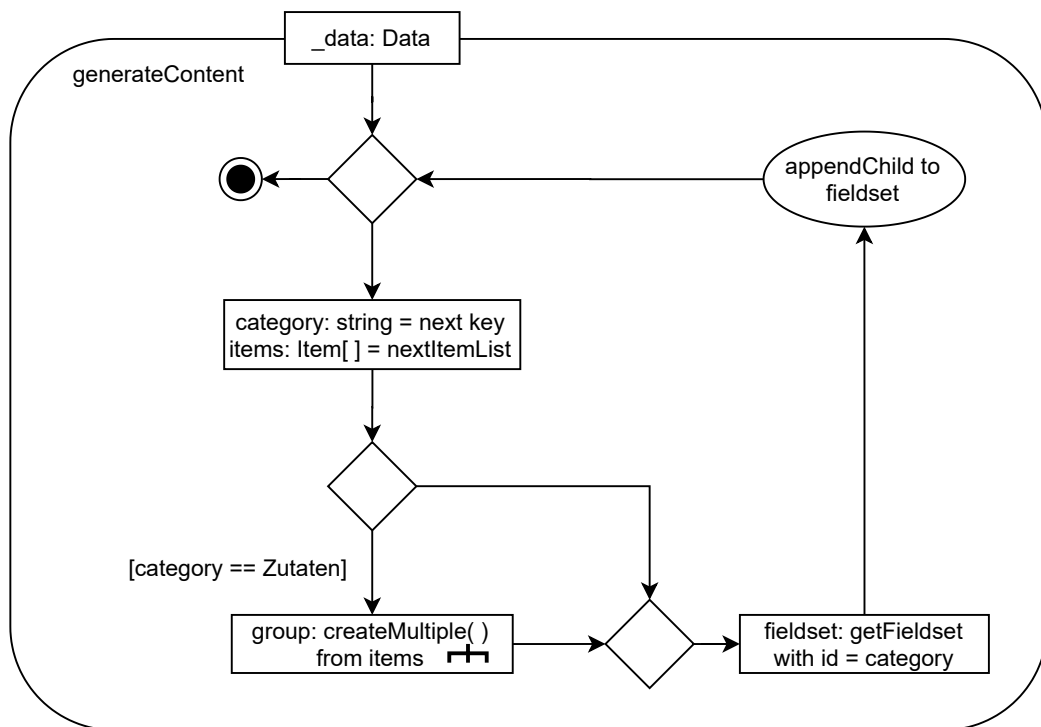 _data: Data
generateContent
appendChild to
fieldset
category: string = next key
items: Item[ ] = nextItemList
[category == Zutaten]
group: createMultiple( )
from items
fieldset: getFieldset
with id = category